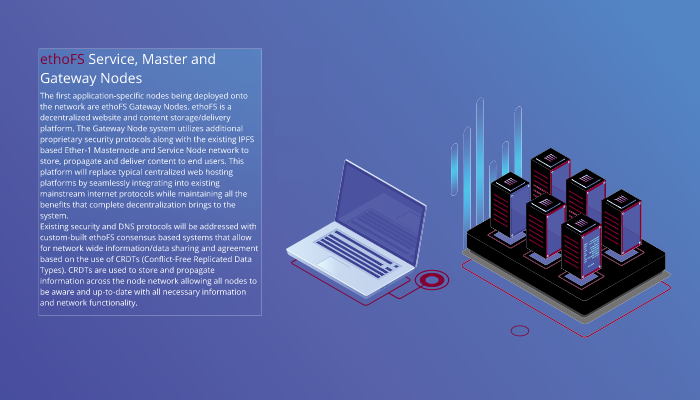 ethoFS Service, Master and
Gateway Nodes
The first application-specific nodes being deployed onto
the network are ethoFS Gateway Nodes. ethoFS is a
decentralized website and content storage/delivery
platform. The Gateway Node system utilizes additional
proprietary security protocols along with the existing IPFS
based Ether-1 Masternode and Service Node network to
store, propagate and deliver content to end users. This
platform will replace typical centralized web hosting
platforms by seamlessly integrating into existing
mainstream internet protocols while maintaining all the
benefits that complete decentralization brings to the
system.
Existing security and DNS protocols will be addressed with
custom-built ethoFS consensus based systems that allow
for network wide information/data sharing and agreement
based on the use of CRDTs (Conflict-Free Replicated Data
Types). CRDTs are used to store and propagate
information across the node network allowing all nodes to
be aware and up-to-date with all necessary information
and network functionality.